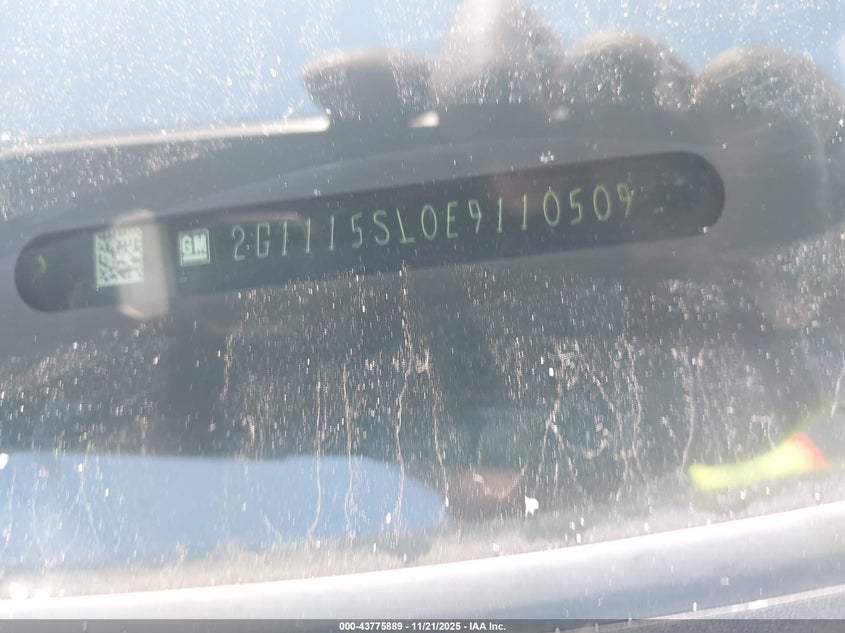 GM 2G1115SL0E9110509
000-43775889 - 11/21/2025 - IAA Inc.